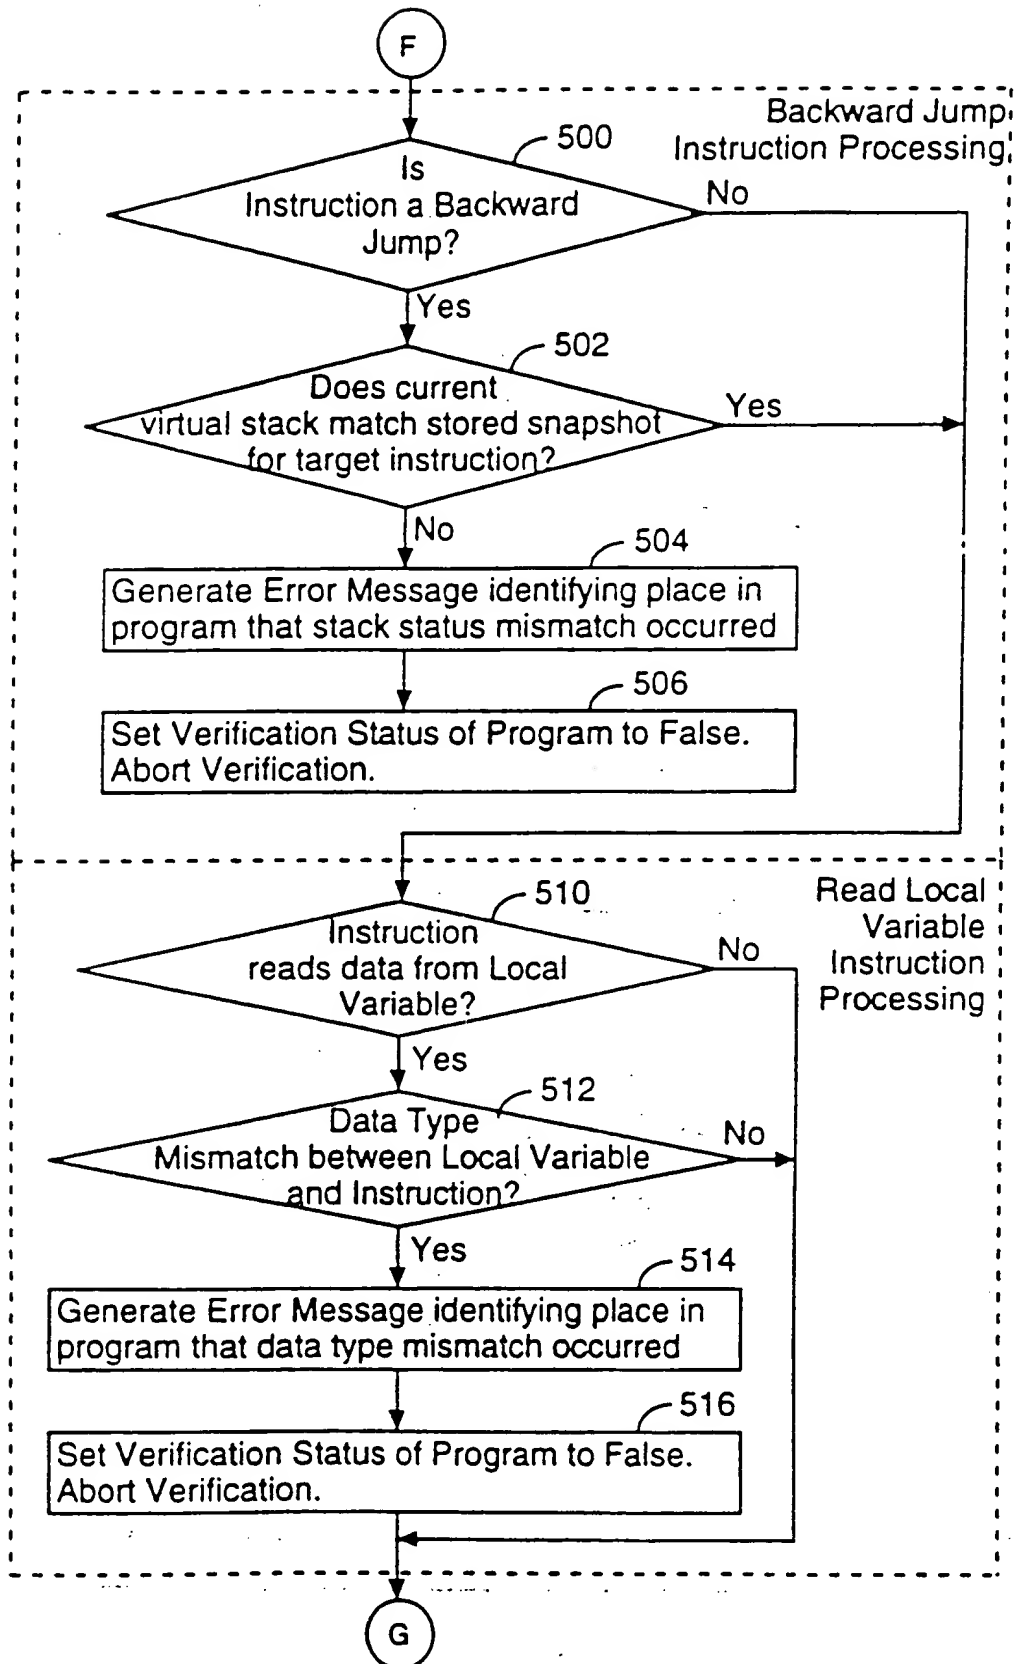 F
Backward Jump
Instruction Processing
500
Is
Instruction a Backward
Jump?
No
Yes
502
Does current
virtual stack match stored snapshot
for target instruction?
Yes
No
504
Generate Error Message identifying place in
program that stack status mismatch occurred
506
Set Verification Status of Program to False.
Abort Verification.
Read Local
Variable
Instruction
Processing
510
Instruction
reads data from Local
Variable?
No
Yes
512
Data Type
Mismatch between Local Variable
and Instruction?
No
Yes
514
Generate Error Message identifying place in
program that data type mismatch occurred
516
Set Verification Status of Program to False.
Abort Verification.
G